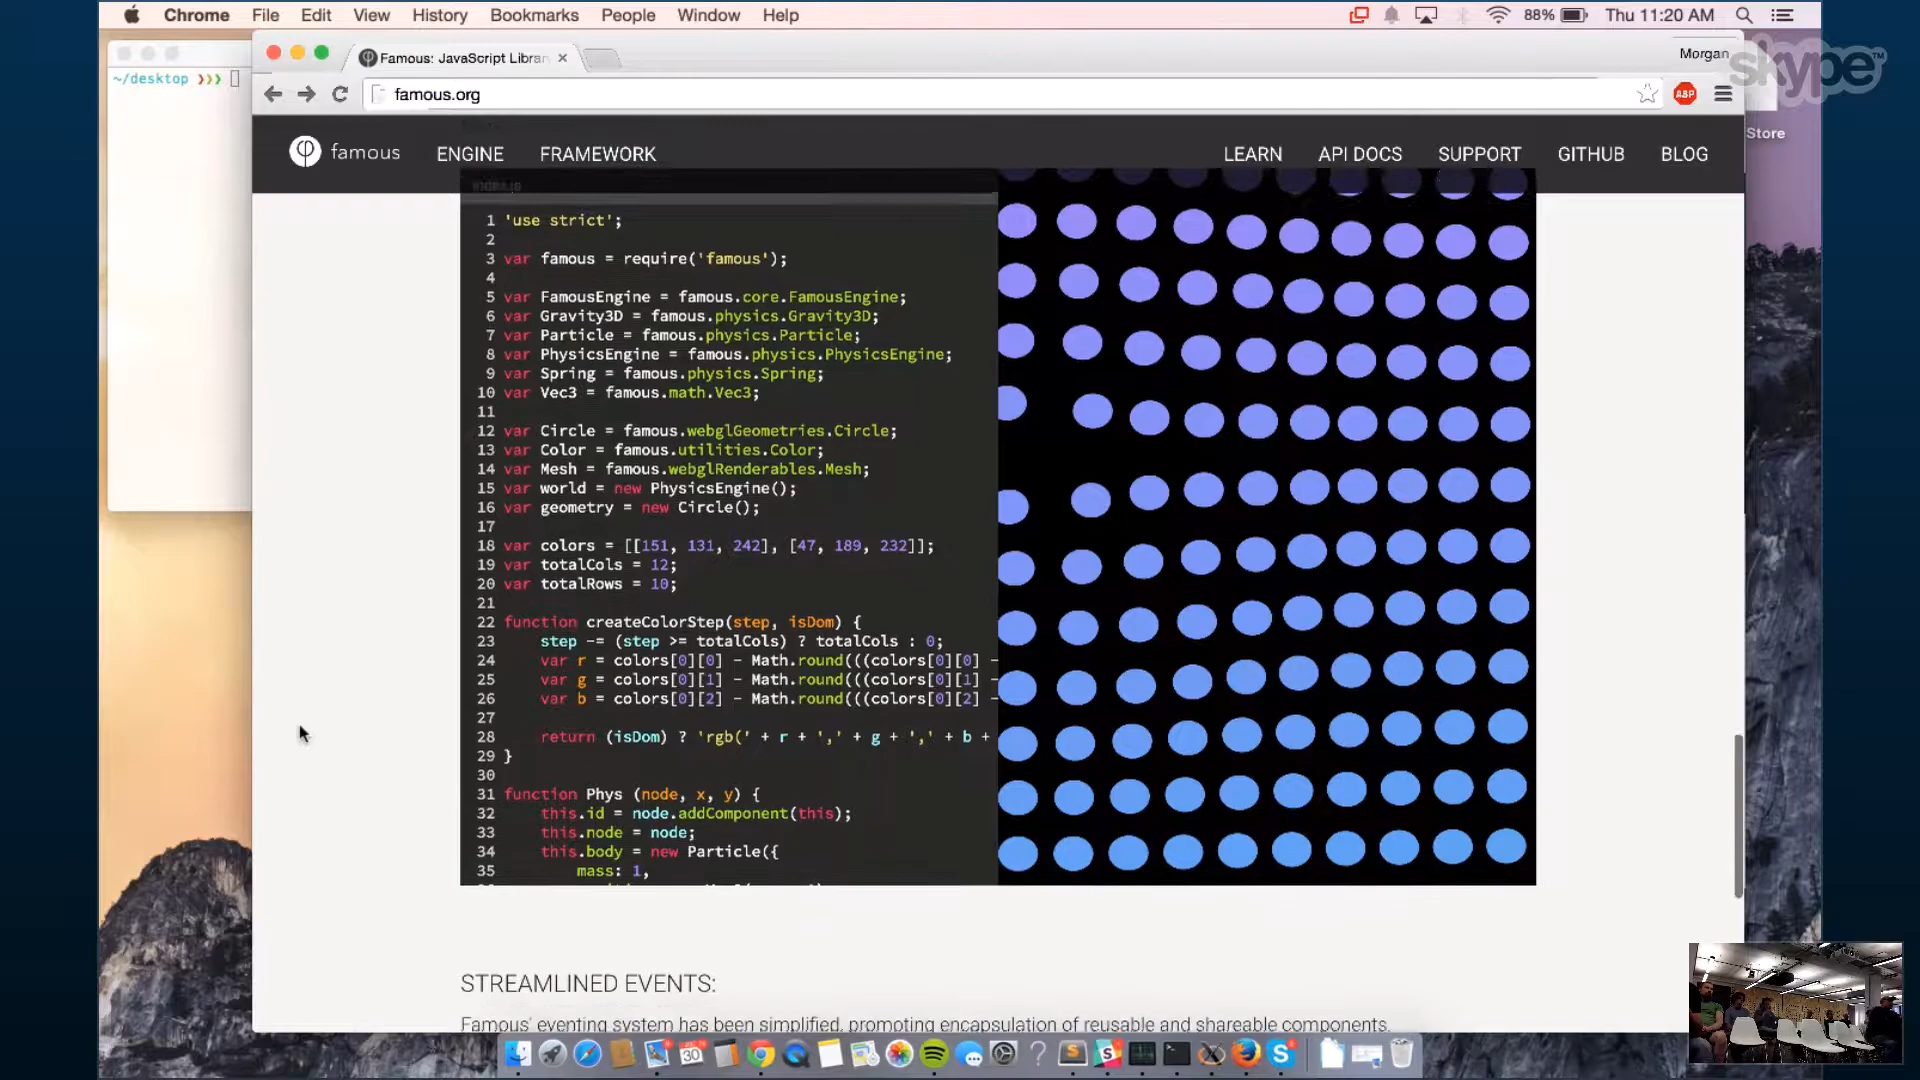 Chrome File Edit View History Bookmarks People Window Help 88% Thu 11:20 AM
Famous: JavaScript Librar
Morgan
skype™
~/desktop ❯❯❯
famous.org
ABP
Store
famous ENGINE FRAMEWORK LEARN API DOCS SUPPORT GITHUB BLOG
1 'use strict';
2
3 var famous = require('famous');
4
5 var FamousEngine = famous.core.FamousEngine;
6 var Gravity3D = famous.physics.Gravity3D;
7 var Particle = famous.physics.Particle;
8 var PhysicsEngine = famous.physics.PhysicsEngine;
9 var Spring = famous.physics.Spring;
10 var Vec3 = famous.math.Vec3;
11
12 var Circle = famous.webglGeometries.Circle;
13 var Color = famous.utilities.Color;
14 var Mesh = famous.webglRenderables.Mesh;
15 var world = new PhysicsEngine();
16 var geometry = new Circle();
17
18 var colors = [[151, 131, 242], [47, 189, 232]];
19 var totalCols = 12;
20 var totalRows = 10;
21
22 function createColorStep(step, isDom) {
23 step -= (step >= totalCols) ? totalCols : 0;
24 var r = colors[0][0] - Math.round(((colors[0][0] -
25 var g = colors[0][1] - Math.round(((colors[0][1] -
26 var b = colors[0][2] - Math.round(((colors[0][2] -
27
28 return (isDom) ? 'rgb(' + r + ',' + g + ',' + b +
29 }
30
31 function Phys (node, x, y) {
32 this.id = node.addComponent(this);
33 this.node = node;
34 this.body = new Particle({
35 mass: 1,
STREAMLINED EVENTS:
Famous' eventing system has been simplified, promoting encapsulation of reusable and shareable components.
30